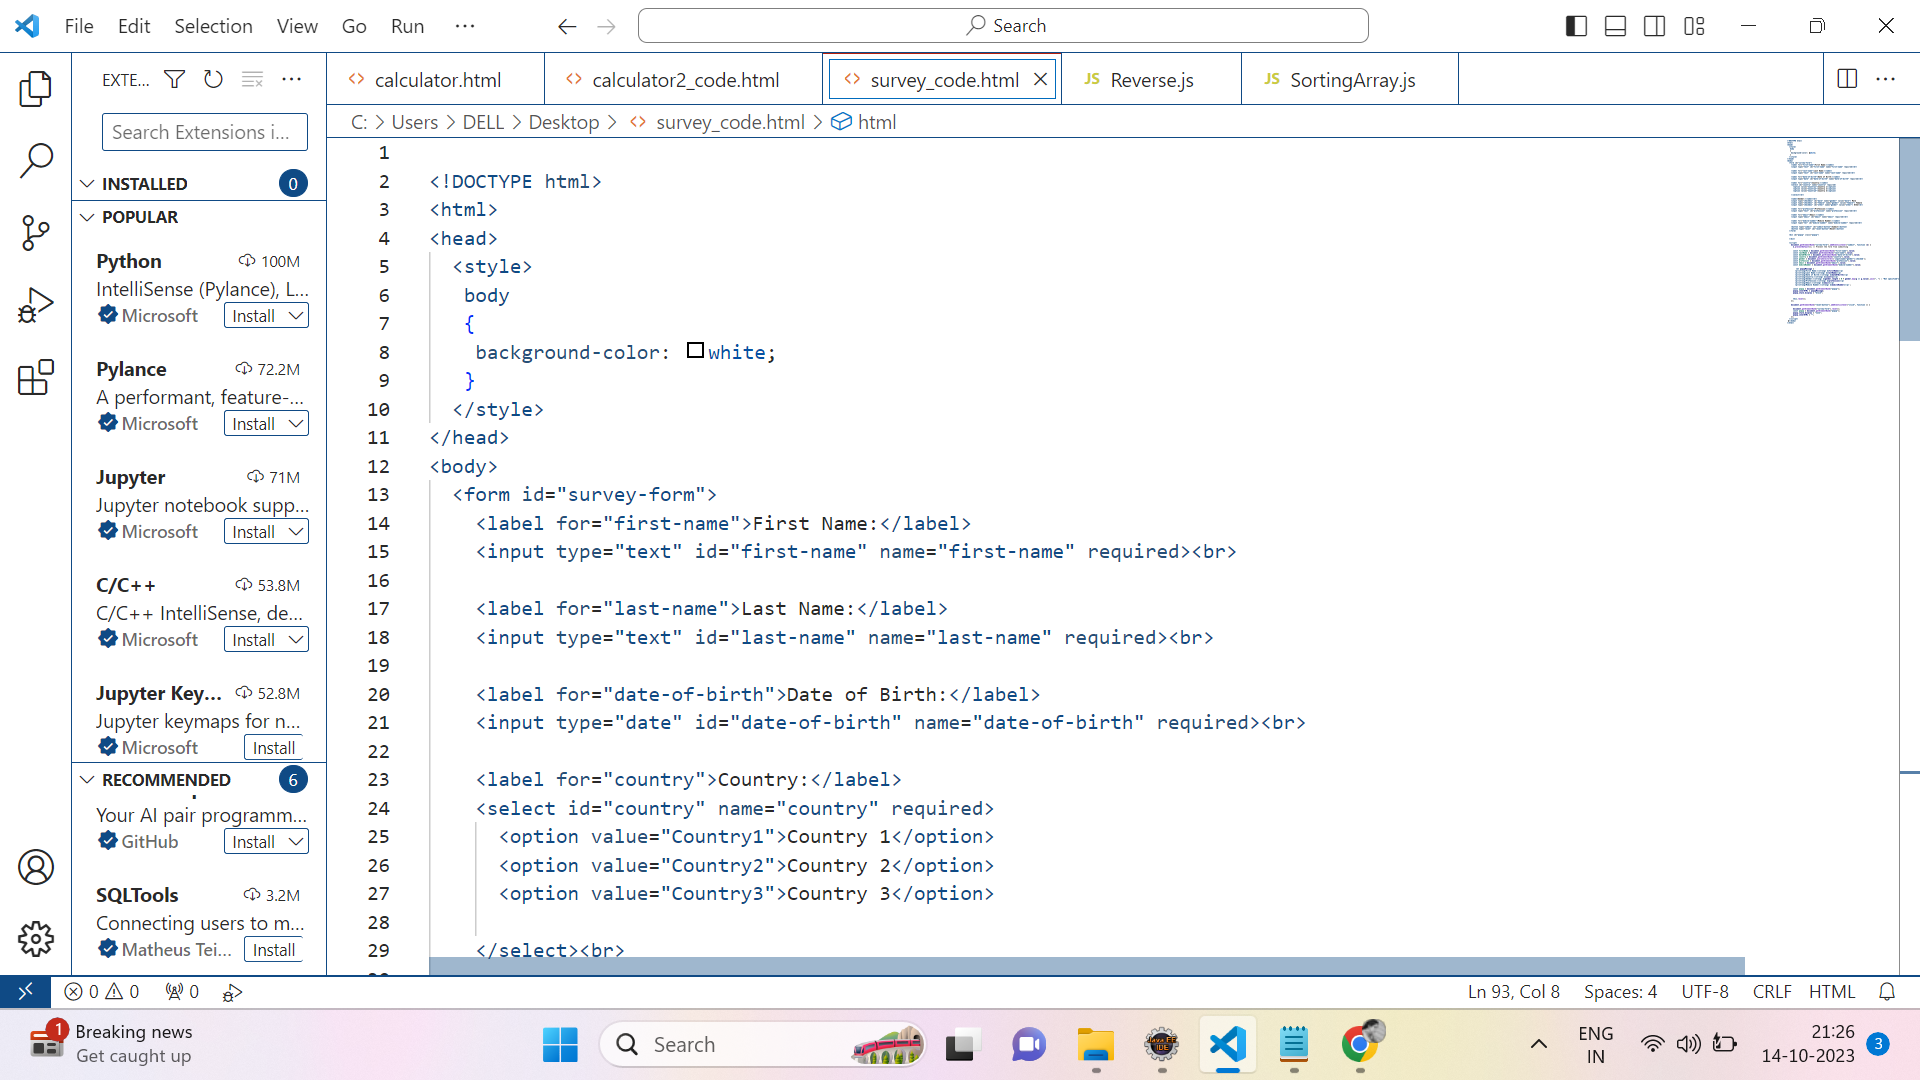 File Edit Selection View Go Run ···
Search
EXTE...
calculator.html
calculator2_code.html
survey_code.html
JS Reverse.js
JS SortingArray.js
Search Extensions i...
C: > Users > DELL > Desktop > survey_code.html > html
INSTALLED 0
POPULAR
Python 100M
IntelliSense (Pylance), L...
Microsoft Install
Pylance 72.2M
A performant, feature-...
Microsoft Install
Jupyter 71M
Jupyter notebook supp...
Microsoft Install
C/C++ 53.8M
C/C++ IntelliSense, de...
Microsoft Install
Jupyter Key... 52.8M
Jupyter keymaps for n...
Microsoft Install
RECOMMENDED 6
Your AI pair programm...
GitHub Install
SQLTools 3.2M
Connecting users to m...
Matheus Tei... Install
1
2 <!DOCTYPE html>
3 <html>
4 <head>
5 <style>
6 body
7 {
8 background-color: white;
9 }
10 </style>
11 </head>
12 <body>
13 <form id="survey-form">
14 <label for="first-name">First Name:</label>
15 <input type="text" id="first-name" name="first-name" required><br>
16
17 <label for="last-name">Last Name:</label>
18 <input type="text" id="last-name" name="last-name" required><br>
19
20 <label for="date-of-birth">Date of Birth:</label>
21 <input type="date" id="date-of-birth" name="date-of-birth" required><br>
22
23 <label for="country">Country:</label>
24 <select id="country" name="country" required>
25 <option value="Country1">Country 1</option>
26 <option value="Country2">Country 2</option>
27 <option value="Country3">Country 3</option>
28
29 </select><br>
0 0 0
Ln 93, Col 8 Spaces: 4 UTF-8 CRLF HTML
1 Breaking news
Get caught up
Search
ENG
IN
21:26
14-10-2023
3